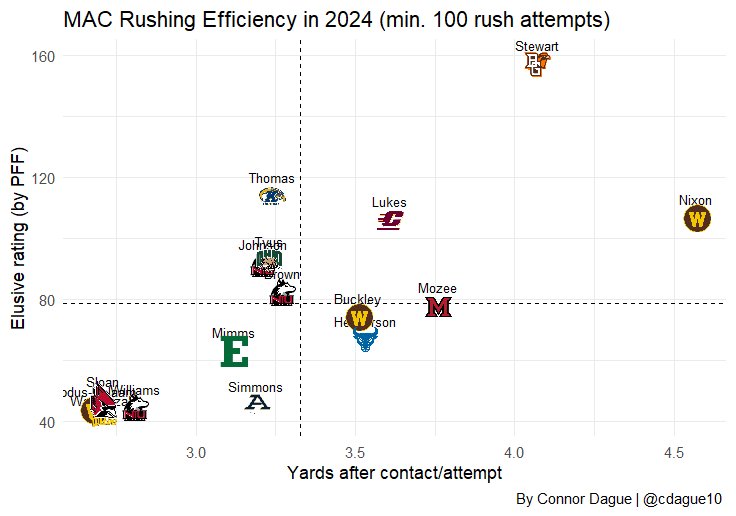 MAC Rushing Efficiency in 2024 (min. 100 rush attempts)
Elusive rating (by PFF)
160
120
80
40
Stewart
Thomas
Lukes
Nixon
Tyus
Johnson
Brown
Mozee
Buckley
Henderson
Mimms
Sloan
Williams
Simmons
3.0
3.5
4.0
4.5
Yards after contact/attempt
By Connor Dague | @cdague10